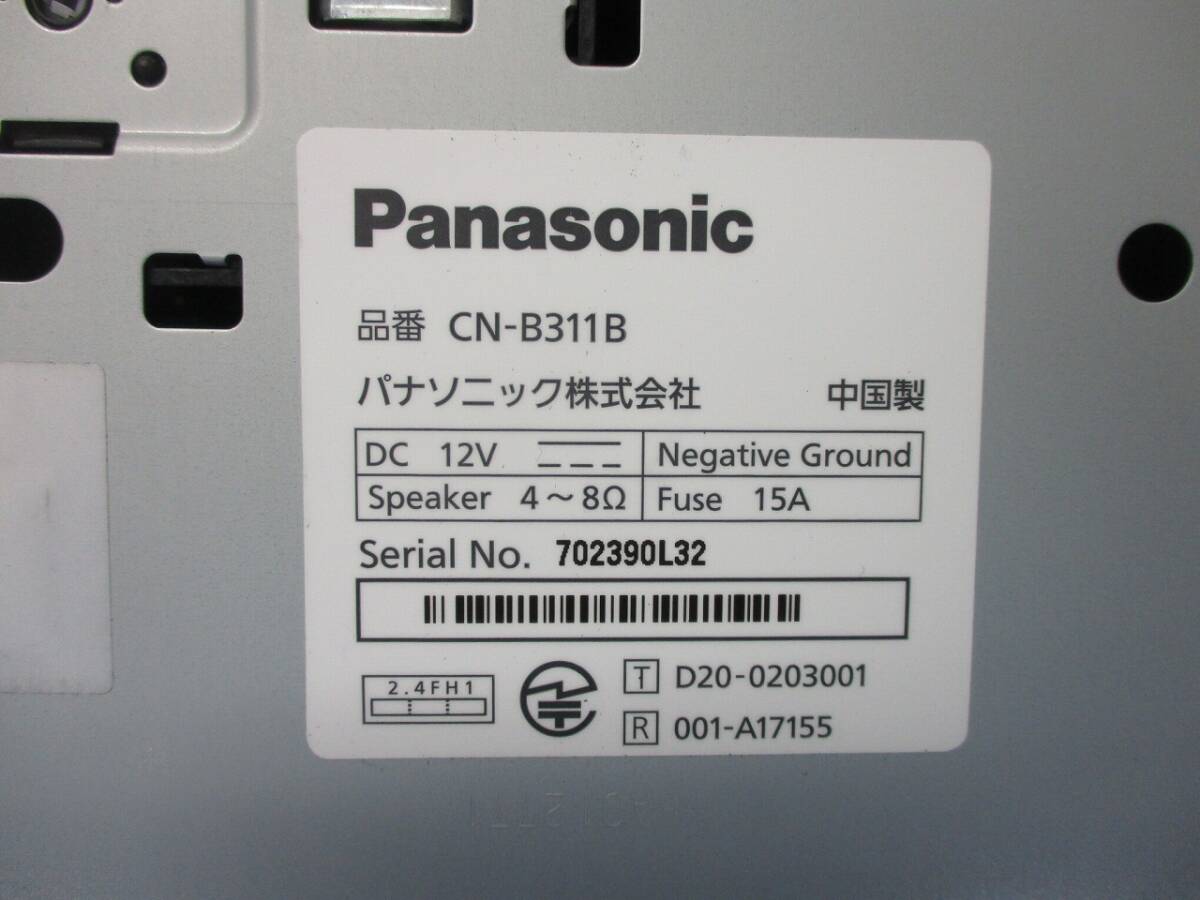 Panasonic
品番 CN-B311B
パナソニック株式会社 中国製
DC 12V Negative Ground
Speaker 4～8Ω Fuse 15A
Serial No. 702390L32
2.4FH1
T D20-0203001
R 001-A17155